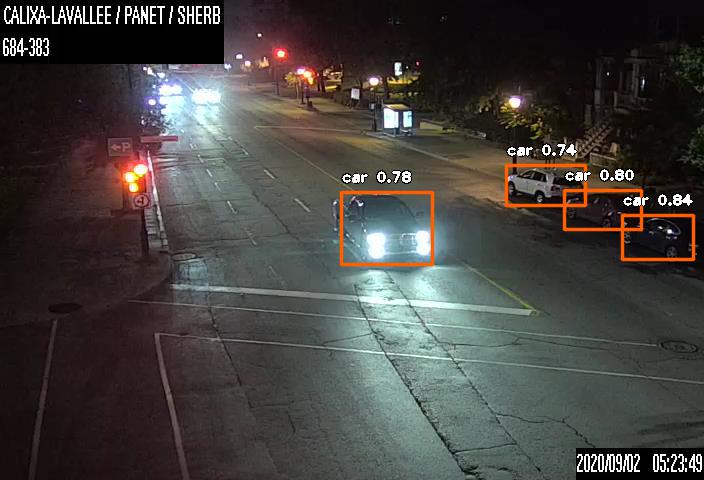 CALIXA-LAVALLEE / PANET / SHERB
684-383
car 0.74
car 0.80
car 0.78
car 0.84
P
2020/09/02 05:23:49